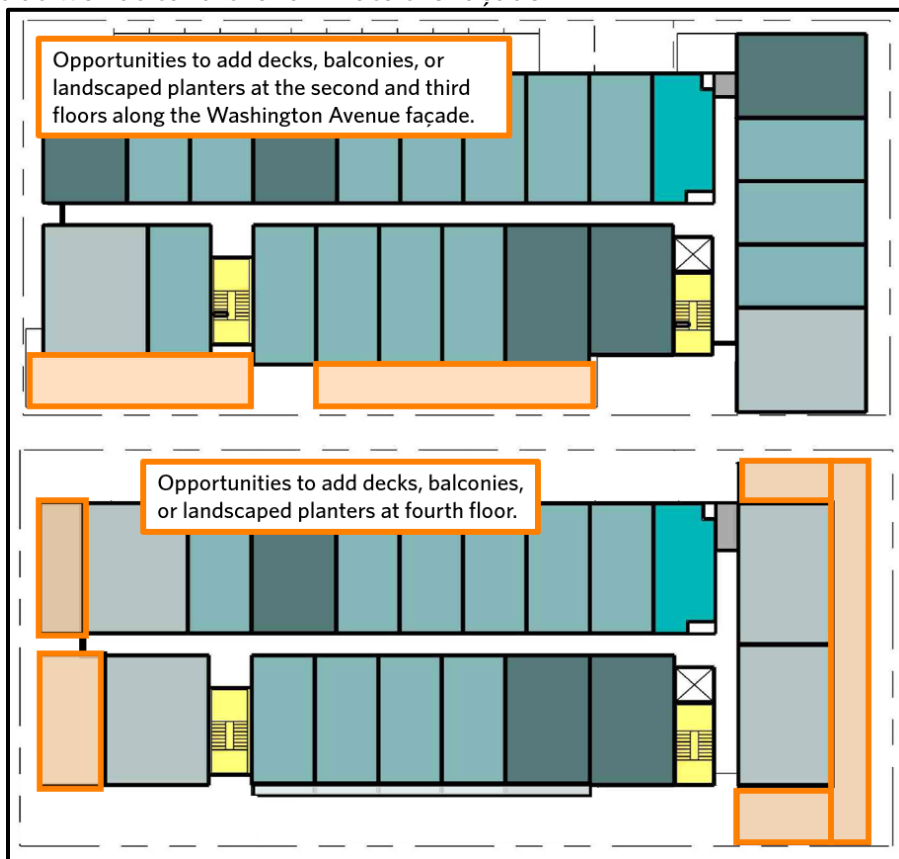 Opportunities to add decks, balconies, or
landscaped planters at the second and third
floors along the Washington Avenue façade.
Opportunities to add decks, balconies,
or landscaped planters at fourth floor.